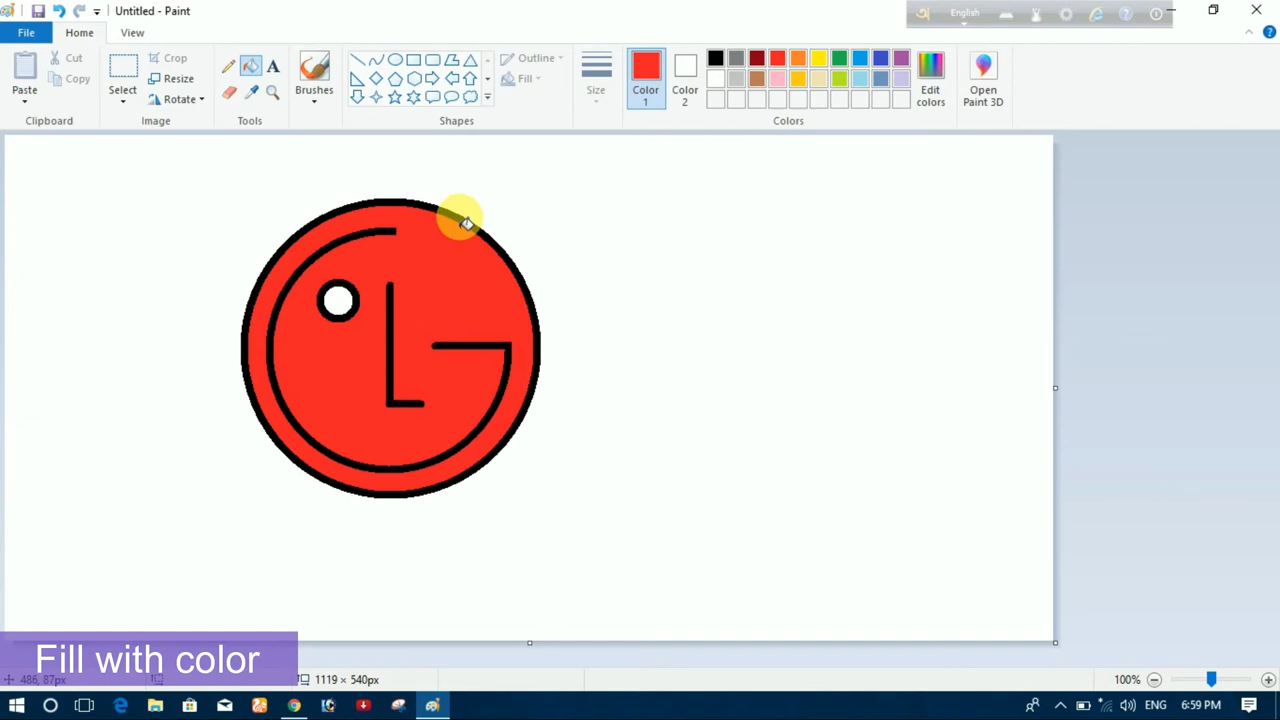 Untitled - Paint
English
File
Home
View
Paste
Cut
Copy
Clipboard
Select
Crop
Resize
Rotate
Image
A
Tools
Brushes
Outline
Fill
Shapes
Size
Color 1
Color 2
Edit colors
Colors
Open Paint 3D
Fill with color
486, 87px
1119 × 540px
100%
ENG
6:59 PM